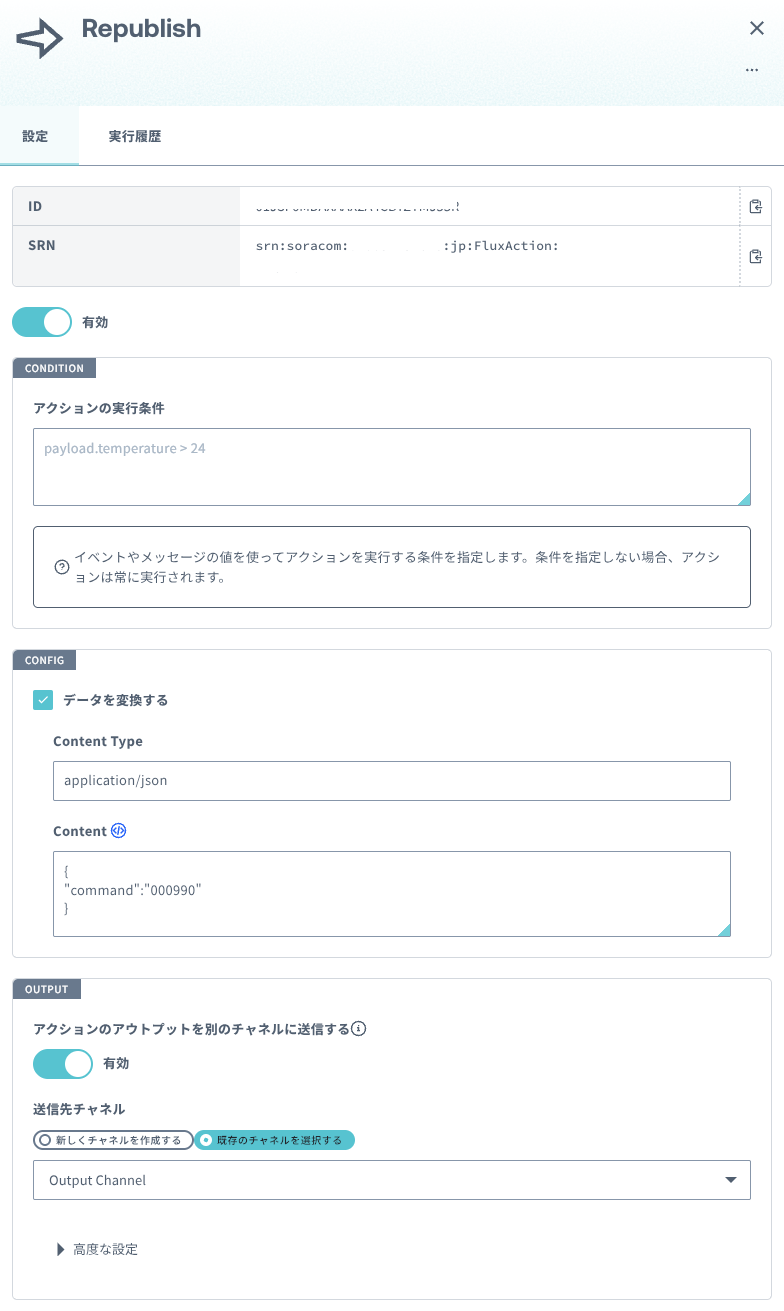 Republish
...
設定 実行履歴
ID
SRN srn:soracom: :jp:FluxAction:
有効
CONDITION
アクションの実行条件
payload.temperature > 24
イベントやメッセージの値を使ってアクションを実行する条件を指定します。条件を指定しない場合、アクシ
ョンは常に実行されます。
CONFIG
データを変換する
Content Type
application/json
Content </>
{
"command":"000990"
}
OUTPUT
アクションのアウトプットを別のチャネルに送信する
有効
送信先チャネル
新しくチャネルを作成する 既存のチャネルを選択する
Output Channel
高度な設定